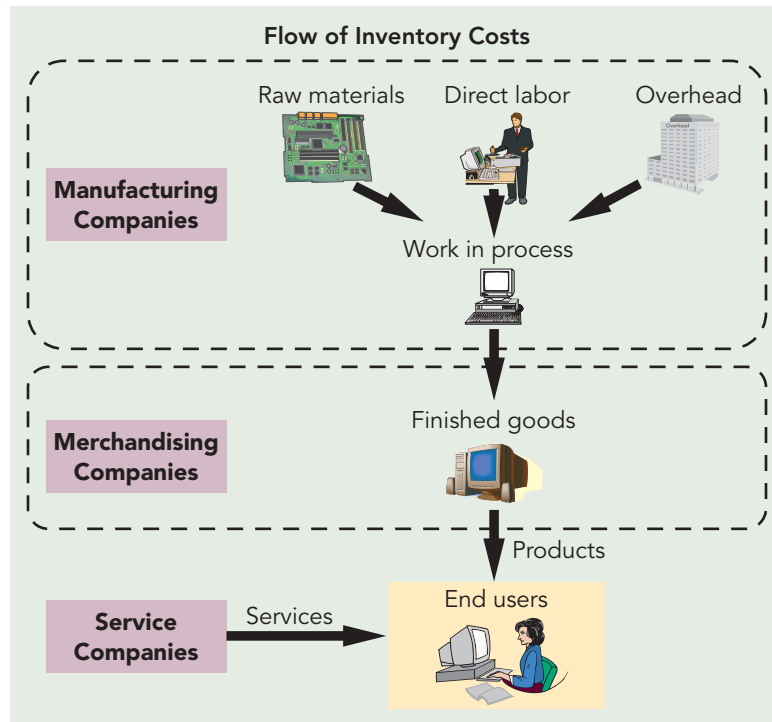 Flow of Inventory Costs
Raw materials
Direct labor
Overhead
Overhead
Manufacturing
Companies
Work in process
Merchandising
Companies
Finished goods
Products
Service
Companies
Services
End users